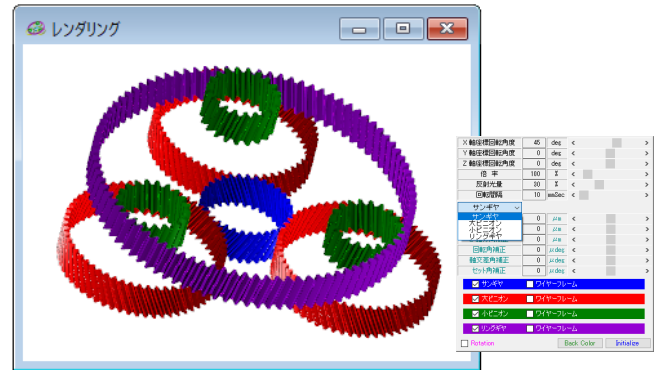 レンダリング
X 軸座標回転角度 45 deg < >
Y 軸座標回転角度 0 deg < >
Z 軸座標回転角度 0 deg < >
倍 率 100 % < >
反射光量 30 % < >
回転間隔 10 mmSec < >
サンギヤ
サンギヤ 0 μm < >
大ピニオン
小ピニオン 0 μm < >
リングギヤ 0 μm < >
回転角補正 0 μdeg < >
軸交差角補正 0 μdeg < >
セット角補正 0 μdeg < >
サンギヤ ワイヤーフレーム
大ピニオン ワイヤーフレーム
小ピニオン ワイヤーフレーム
リングギヤ ワイヤーフレーム
Rotation Back Color Initialize